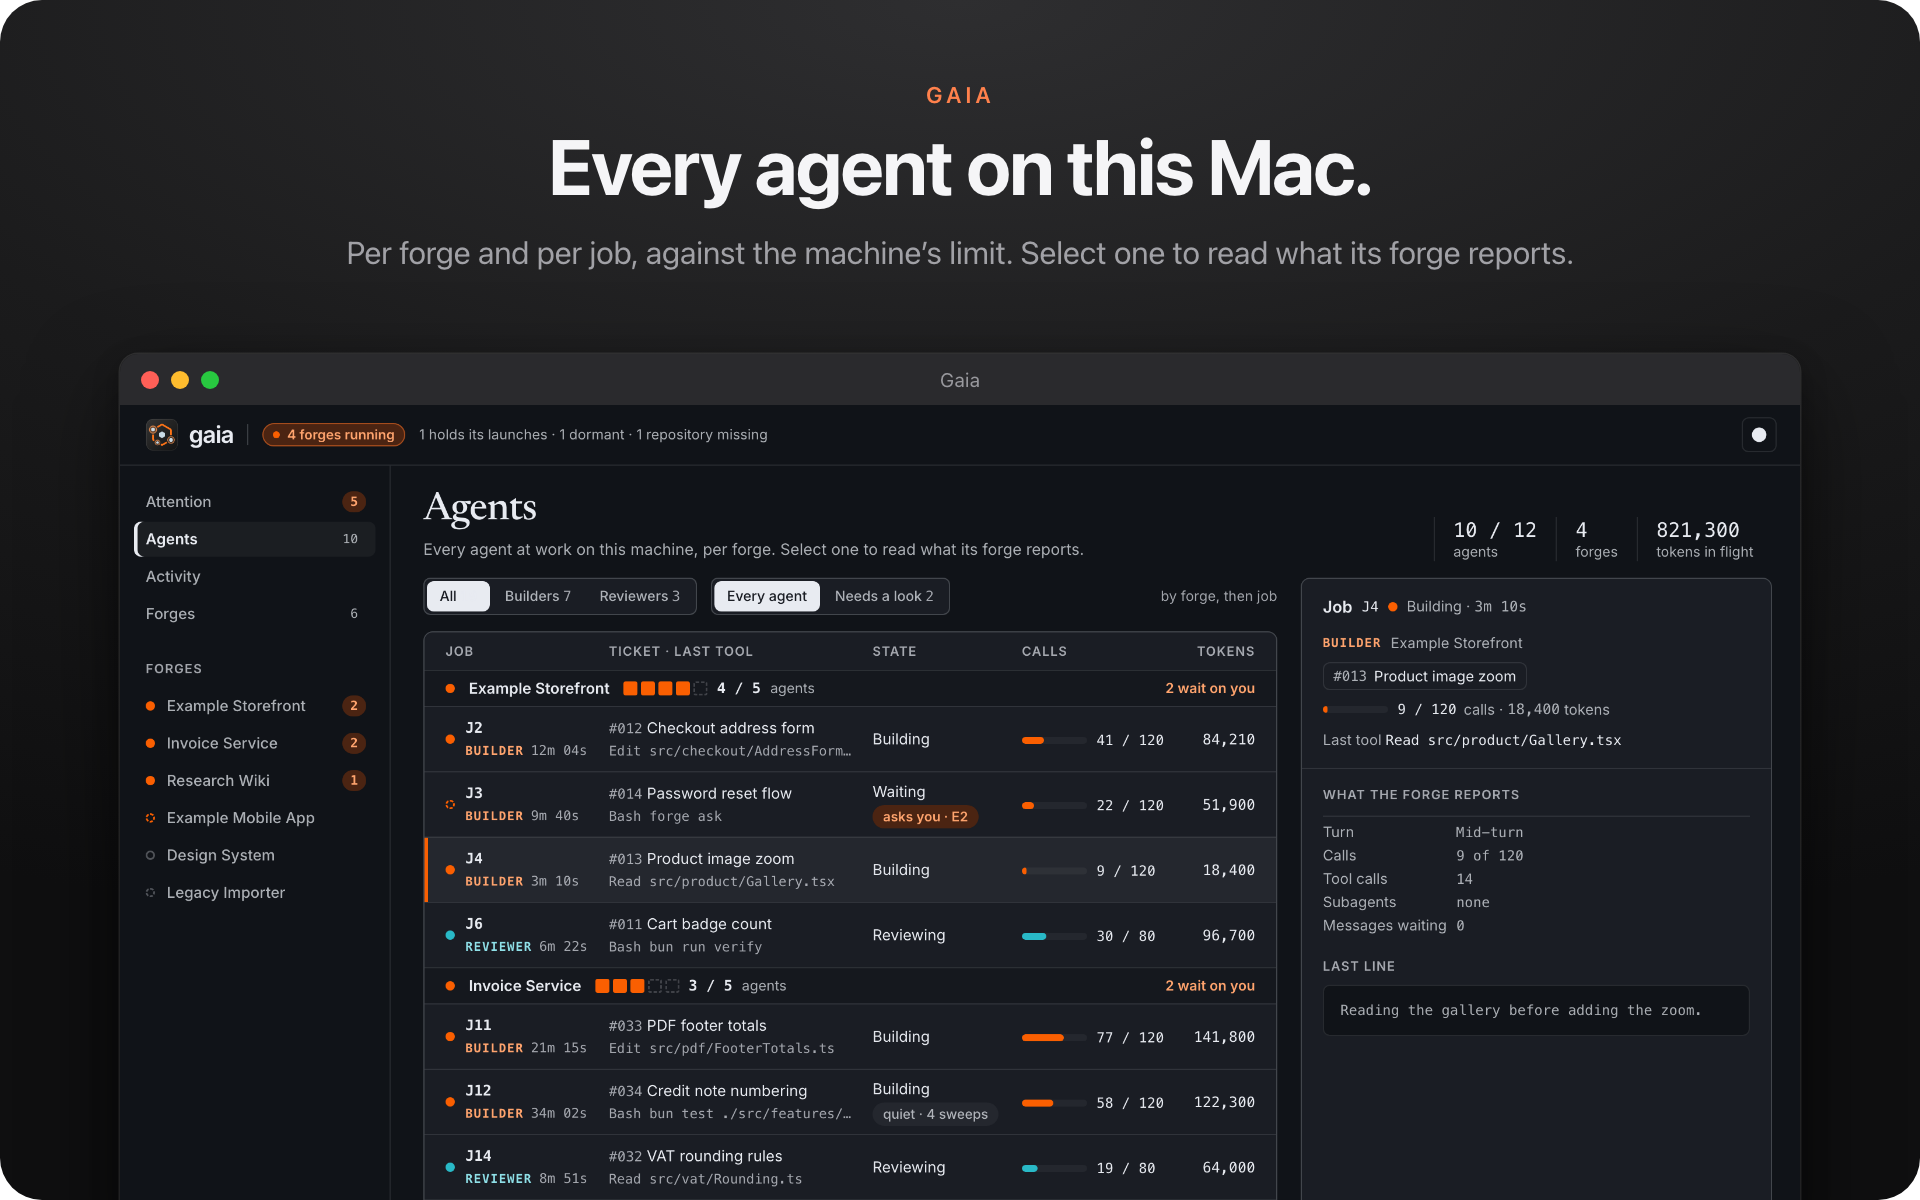 GAIA
Every agent on this Mac.
Per forge and per job, against the machine’s limit. Select one to read what its forge reports.
Gaia
gaia
4 forges running
1 holds its launches · 1 dormant · 1 repository missing
Attention 5
Agents 10
Activity
Forges 6
FORGES
Example Storefront 2
Invoice Service 2
Research Wiki 1
Example Mobile App
Design System
Legacy Importer
Agents
Every agent at work on this machine, per forge. Select one to read what its forge reports.
10 / 12 agents
4 forges
821,300 tokens in flight
All Builders 7 Reviewers 3
Every agent Needs a look 2
by forge, then job
JOB TICKET · LAST TOOL STATE CALLS TOKENS
Example Storefront 4 / 5 agents 2 wait on you
J2 #012 Checkout address form Building 41 / 120 84,210
BUILDER 12m 04s Edit src/checkout/AddressForm…
J3 #014 Password reset flow Waiting 22 / 120 51,900
BUILDER 9m 40s Bash forge ask asks you · E2
J4 #013 Product image zoom Building 9 / 120 18,400
BUILDER 3m 10s Read src/product/Gallery.tsx
J6 #011 Cart badge count Reviewing 30 / 80 96,700
REVIEWER 6m 22s Bash bun run verify
Invoice Service 3 / 5 agents 2 wait on you
J11 #033 PDF footer totals Building 77 / 120 141,800
BUILDER 21m 15s Edit src/pdf/FooterTotals.ts
J12 #034 Credit note numbering Building 58 / 120 122,300
BUILDER 34m 02s Bash bun test ./src/features/… quiet · 4 sweeps
J14 #032 VAT rounding rules Reviewing 19 / 80 64,000
REVIEWER 8m 51s Read src/vat/Rounding.ts
Job J4 Building · 3m 10s
BUILDER Example Storefront
#013 Product image zoom
9 / 120 calls · 18,400 tokens
Last tool Read src/product/Gallery.tsx
WHAT THE FORGE REPORTS
Turn Mid-turn
Calls 9 of 120
Tool calls 14
Subagents none
Messages waiting 0
LAST LINE
Reading the gallery before adding the zoom.